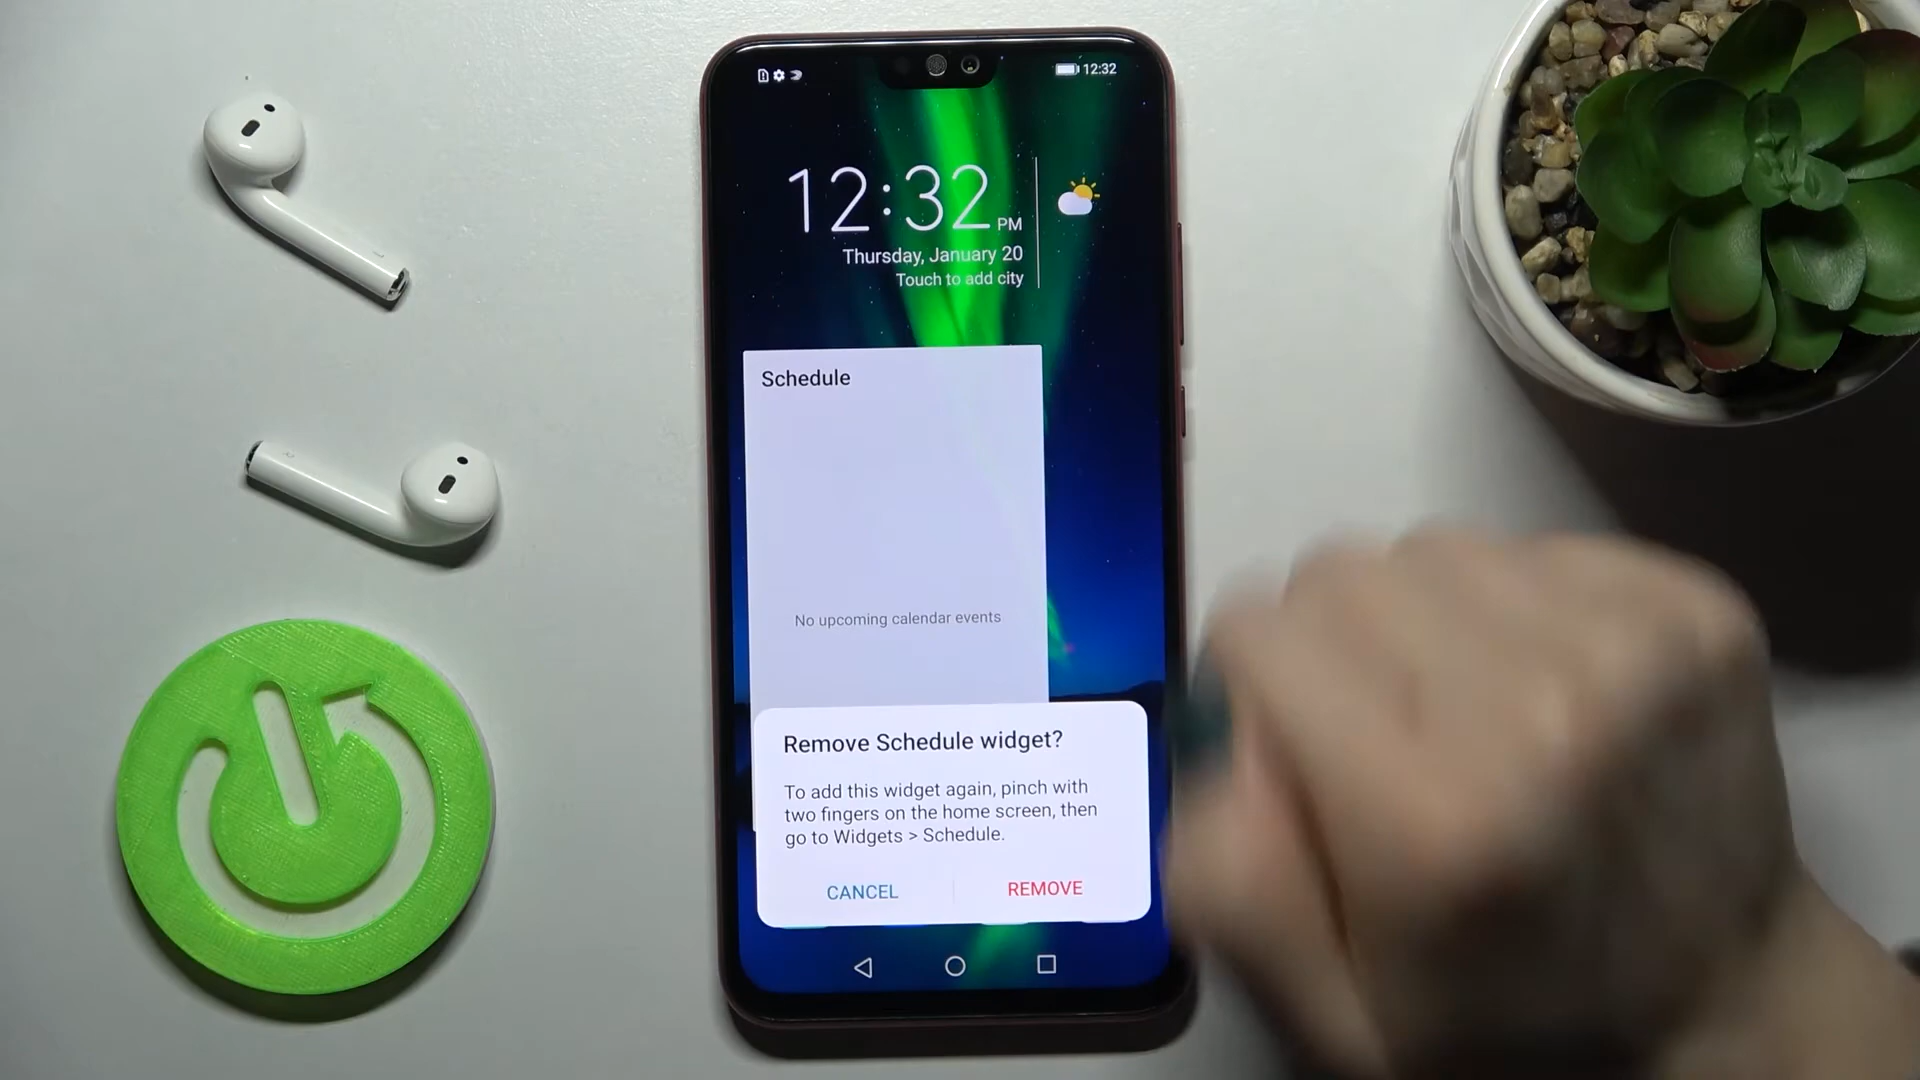 12:32
12:32 PM
Thursday, January 20
Touch to add city
Schedule
No upcoming calendar events
Remove Schedule widget?
To add this widget again, pinch with
two fingers on the home screen, then
go to Widgets > Schedule.
CANCEL
REMOVE